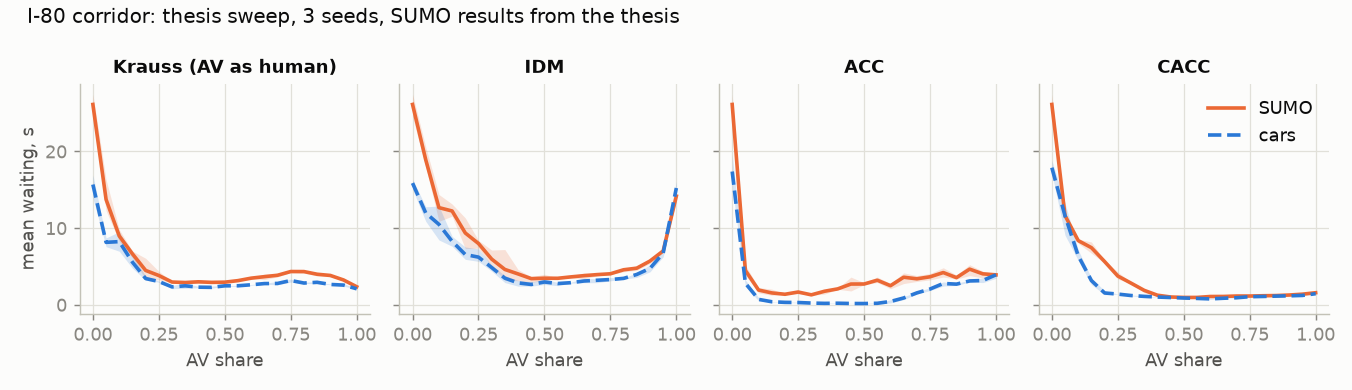 I-80 corridor: thesis sweep, 3 seeds, SUMO results from the thesis
Krauss (AV as human) IDM ACC CACC
SUMO
cars
mean waiting, s
20
10
0
0.00 0.25 0.50 0.75 1.00 0.00 0.25 0.50 0.75 1.00 0.00 0.25 0.50 0.75 1.00 0.00 0.25 0.50 0.75 1.00
AV share AV share AV share AV share